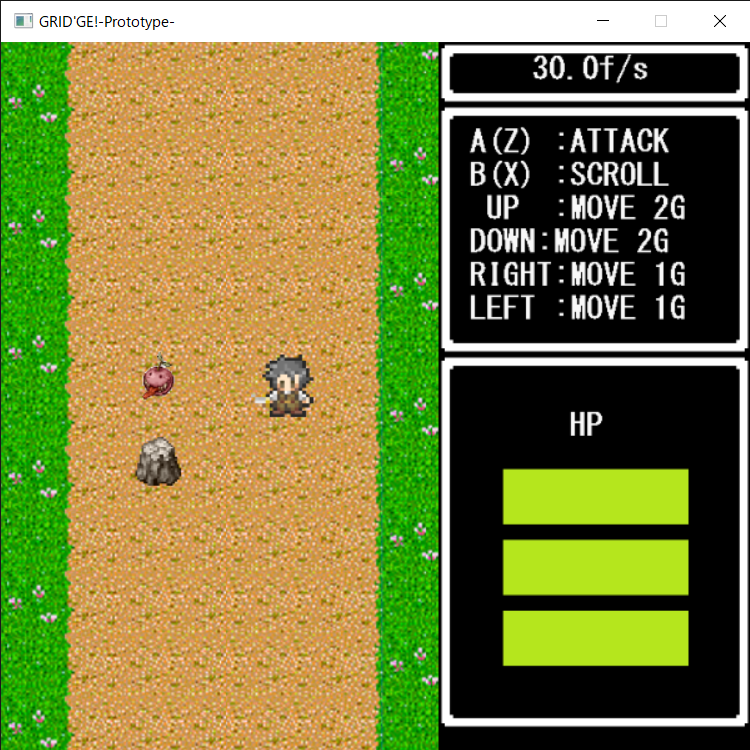 GRID'GE!-Prototype-
30.0f/s
A(Z) :ATTACK
B(X) :SCROLL
UP :MOVE 2G
DOWN:MOVE 2G
RIGHT:MOVE 1G
LEFT :MOVE 1G
HP